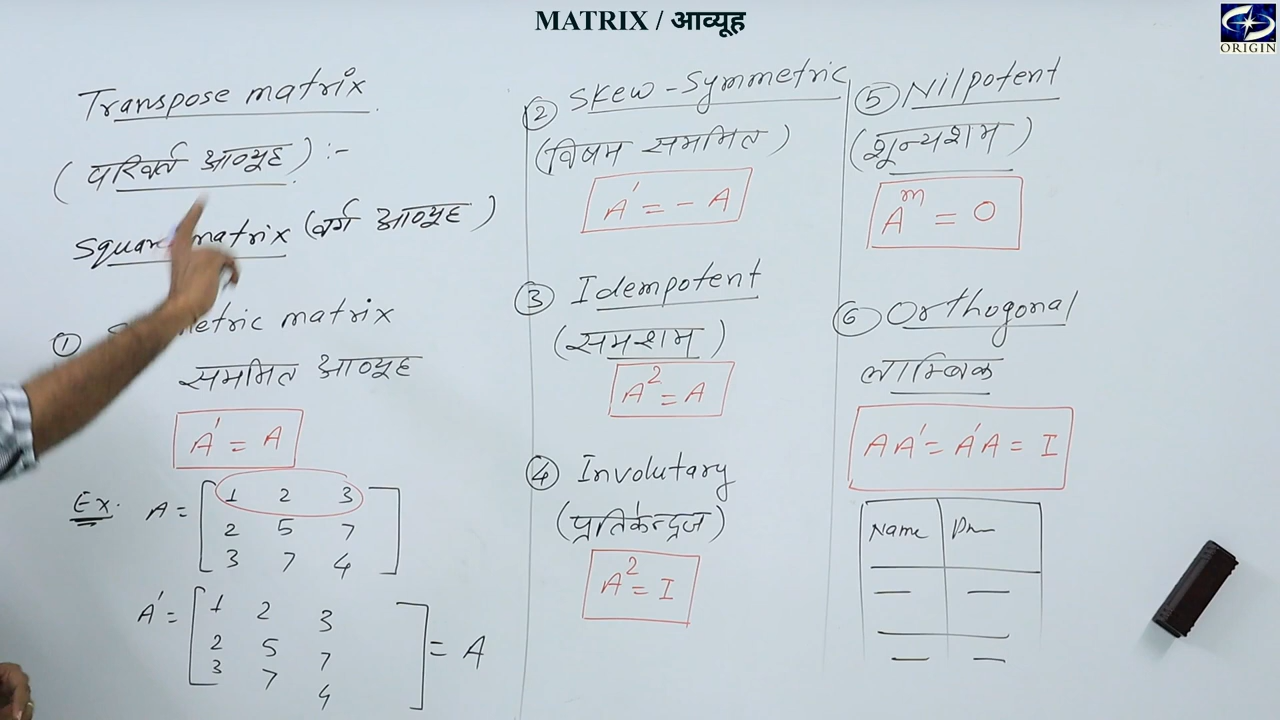 MATRIX / आव्यूह
ORIGIN
Transpose matrix
(परिवर्त आव्यूह) :-
Square matrix (वर्ग आव्यूह)
① metric matrix
सममित आव्यूह
A' = A
Ex. A = [1 2 3
2 5 7
3 7 4]
A' = [1 2 3
2 5 7
3 7 4] = A
② Skew-Symmetric
(विषम सममित)
A' = - A
③ Idempotent
(समशम)
A² = A
④ Involutary
(प्रतिकेन्द्रज)
A² = I
⑤ Nilpotent
(शून्यशम)
Aᵐ = 0
⑥ Orthogonal
लाम्बिक
AA' = A'A = I
Name